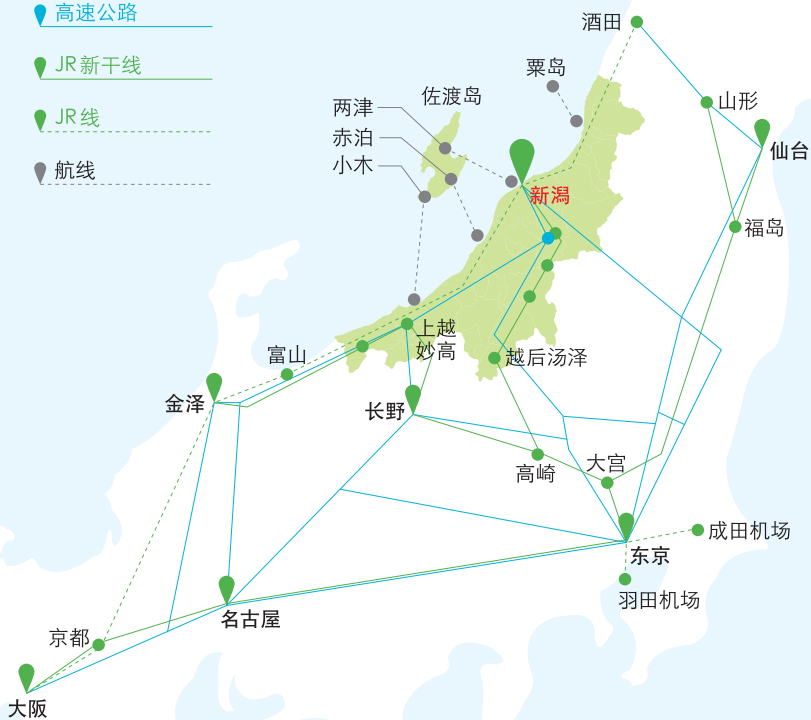 高速公路
JR新干线
JR线
航线
酒田
粟岛
山形
仙台
佐渡岛
两津
赤泊
小木
新潟
福岛
上越
妙高
富山
越后汤泽
金泽
长野
高崎
大宫
成田机场
东京
羽田机场
名古屋
京都
大阪